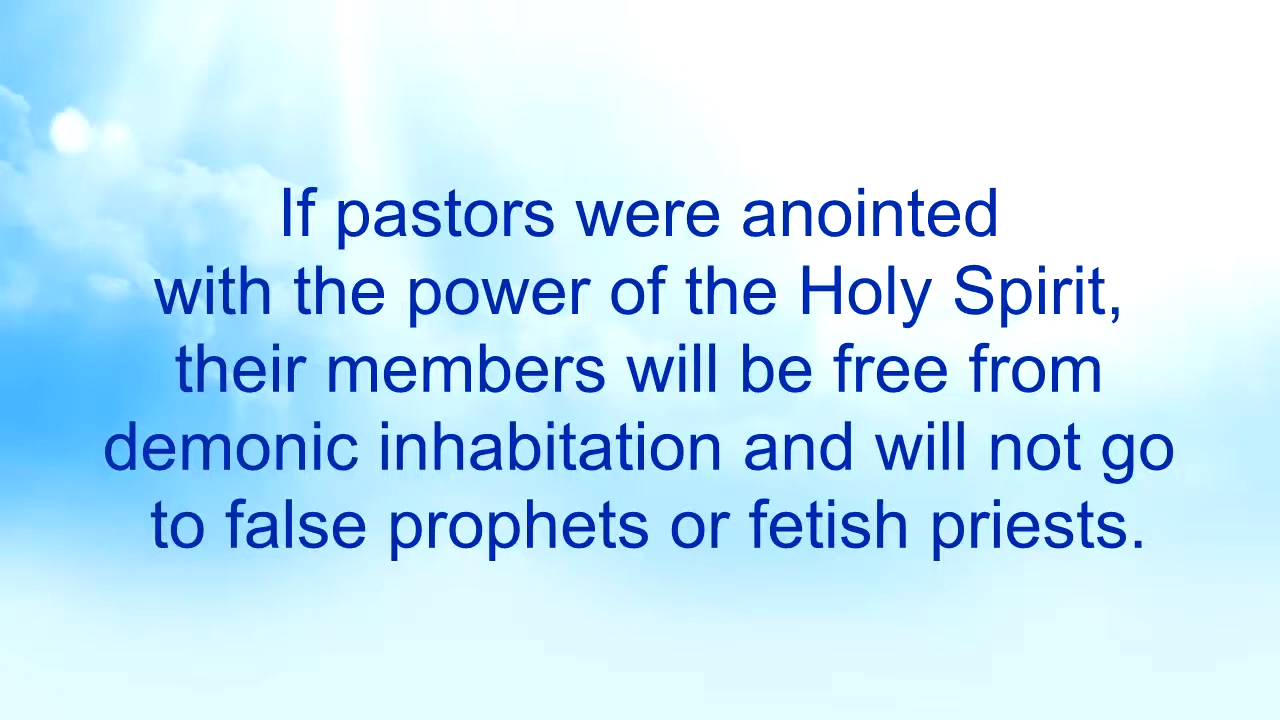 If pastors were anointed
with the power of the Holy Spirit,
their members will be free from
demonic inhabitation and will not go
to false prophets or fetish priests.